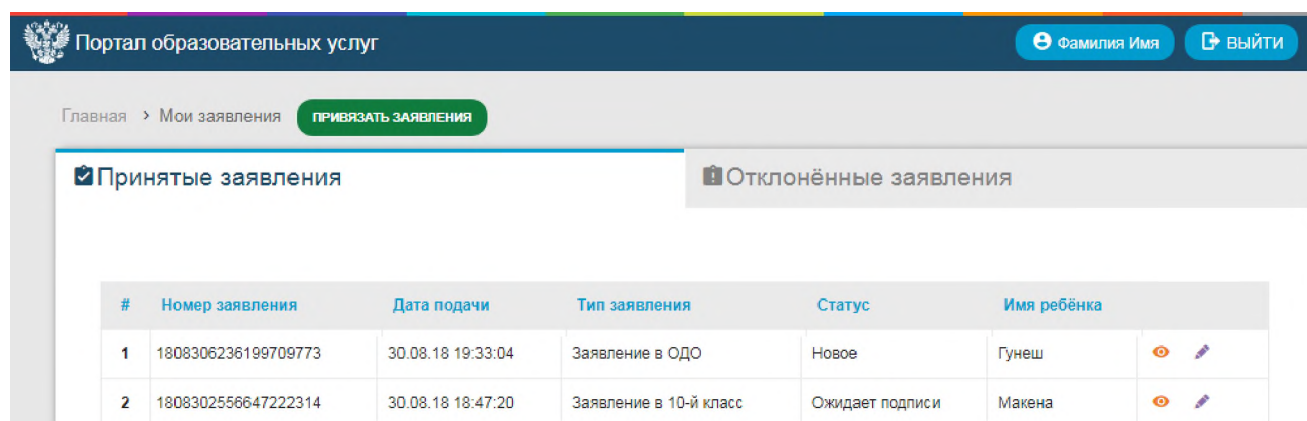 Портал образовательных услуг Фамилия Имя ВЫЙТИ
Главная > Мои заявления ПРИВЯЗАТЬ ЗАЯВЛЕНИЯ
Принятые заявления Отклонённые заявления
# Номер заявления Дата подачи Тип заявления Статус Имя ребёнка
1 1808306236199709773 30.08.18 19:33:04 Заявление в ОДО Новое Гунеш
2 1808302556647222314 30.08.18 18:47:20 Заявление в 10-й класс Ожидает подписи Макена